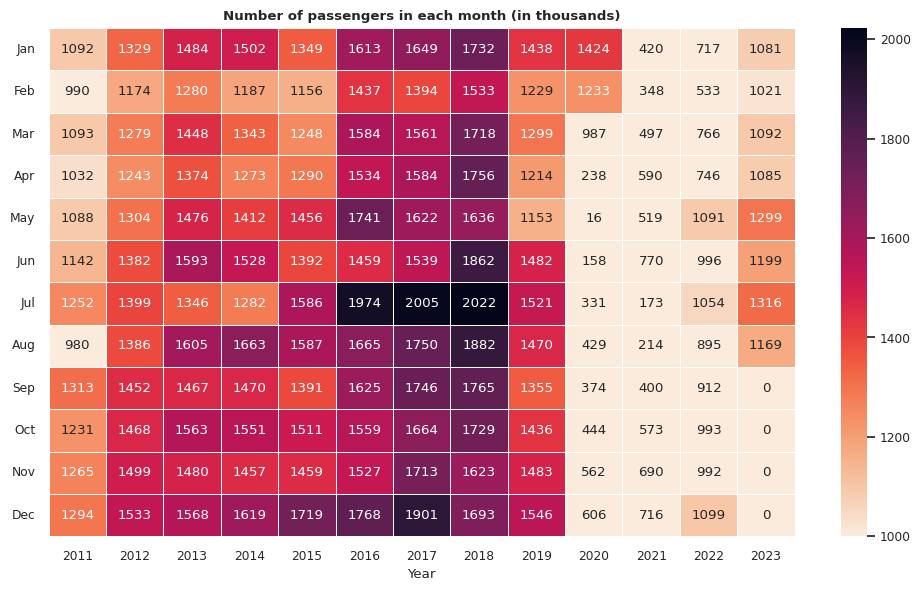 Number of passengers in each month (in thousands)
Jan 1092 1329 1484 1502 1349 1613 1649 1732 1438 1424 420 717 1081
Feb 990 1174 1280 1187 1156 1437 1394 1533 1229 1233 348 533 1021
Mar 1093 1279 1448 1343 1248 1584 1561 1718 1299 987 497 766 1092
Apr 1032 1243 1374 1273 1290 1534 1584 1756 1214 238 590 746 1085
May 1088 1304 1476 1412 1456 1741 1622 1636 1153 16 519 1091 1299
Jun 1142 1382 1593 1528 1392 1459 1539 1862 1482 158 770 996 1199
Jul 1252 1399 1346 1282 1586 1974 2005 2022 1521 331 173 1054 1316
Aug 980 1386 1605 1663 1587 1665 1750 1882 1470 429 214 895 1169
Sep 1313 1452 1467 1470 1391 1625 1746 1765 1355 374 400 912 0
Oct 1231 1468 1563 1551 1511 1559 1664 1729 1436 444 573 993 0
Nov 1265 1499 1480 1457 1459 1527 1713 1623 1483 562 690 992 0
Dec 1294 1533 1568 1619 1719 1768 1901 1693 1546 606 716 1099 0
2011 2012 2013 2014 2015 2016 2017 2018 2019 2020 2021 2022 2023
Year
2000
1800
1600
1400
1200
1000